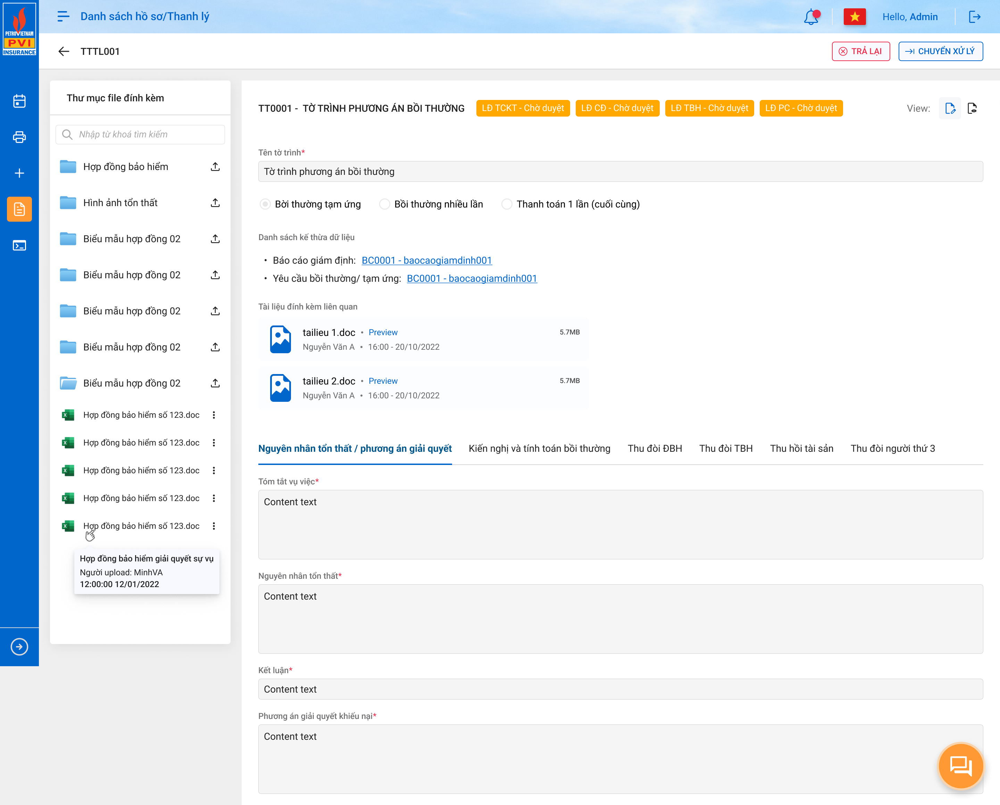 PETROVIETNAM
PVI
INSURANCE
Danh sách hồ sơ/Thanh lý
Hello, Admin
TTTL001
TRẢ LẠI
CHUYỂN XỬ LÝ
Thư mục file đính kèm
Nhập từ khoá tìm kiếm
Hợp đồng bảo hiểm
Hình ảnh tổn thất
Biểu mẫu hợp đồng 02
Biểu mẫu hợp đồng 02
Biểu mẫu hợp đồng 02
Biểu mẫu hợp đồng 02
Biểu mẫu hợp đồng 02
Hợp đồng bảo hiểm số 123.doc
Hợp đồng bảo hiểm số 123.doc
Hợp đồng bảo hiểm số 123.doc
Hợp đồng bảo hiểm số 123.doc
Hợp đồng bảo hiểm số 123.doc
Hợp đồng bảo hiểm giải quyết sự vụ
Người upload: MinhVA
12:00:00 12/01/2022
TT0001 - TỜ TRÌNH PHƯƠNG ÁN BỒI THƯỜNG
LĐ TCKT - Chờ duyệt
LĐ CĐ - Chờ duyệt
LĐ TBH - Chờ duyệt
LĐ PC - Chờ duyệt
View:
Tên tờ trình*
Tờ trình phương án bồi thường
Bời thường tạm ứng
Bồi thường nhiều lần
Thanh toán 1 lần (cuối cùng)
Danh sách kế thừa dữ liệu
• Báo cáo giám định: BC0001 - baocaogiamdinh001
• Yêu cầu bồi thường/ tạm ứng: BC0001 - baocaogiamdinh001
Tài liệu đính kèm liên quan
tailieu 1.doc • Preview
5.7MB
Nguyễn Văn A • 16:00 - 20/10/2022
tailieu 2.doc • Preview
5.7MB
Nguyễn Văn A • 16:00 - 20/10/2022
Nguyên nhân tổn thất / phương án giải quyết
Kiến nghị và tính toán bồi thường
Thu đòi ĐBH
Thu đòi TBH
Thu hồi tài sản
Thu đòi người thứ 3
Tóm tắt vụ việc*
Content text
Nguyên nhân tổn thất*
Content text
Kết luận*
Content text
Phương án giải quyết khiếu nại*
Content text